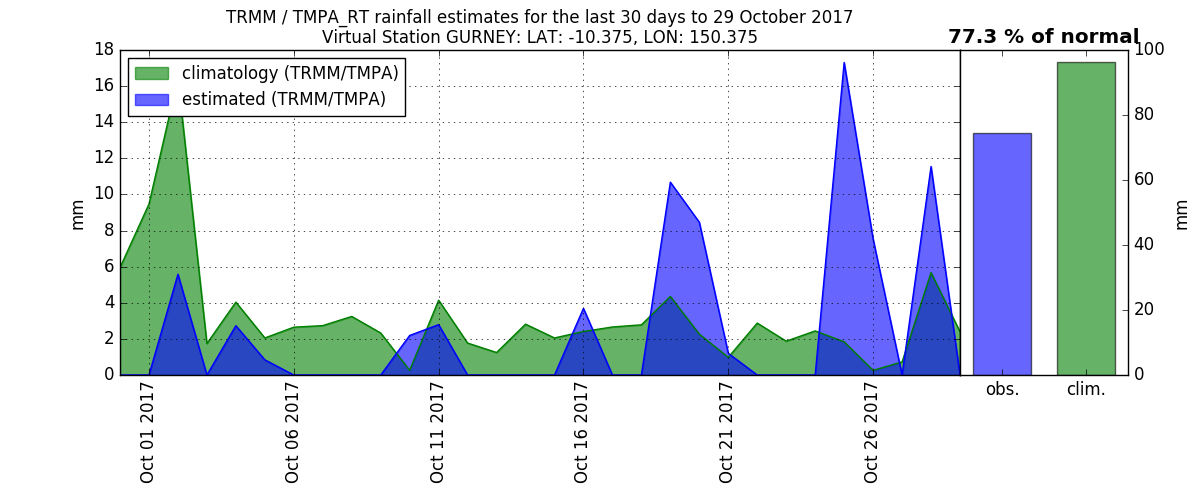 TRMM / TMPA_RT rainfall estimates for the last 30 days to 29 October 2017
Virtual Station GURNEY: LAT: -10.375, LON: 150.375
77.3 % of normal
climatology (TRMM/TMPA)
estimated (TRMM/TMPA)
18
16
14
12
10
8
6
4
2
0
mm
Oct 01 2017
Oct 06 2017
Oct 11 2017
Oct 16 2017
Oct 21 2017
Oct 26 2017
obs.
clim.
100
80
60
40
20
0
mm